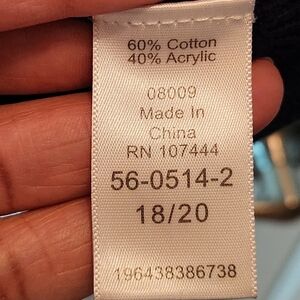 60% Cotton
40% Acrylic
08009
Made In
China
RN 107444
56-0514-2
18/20
196438386738